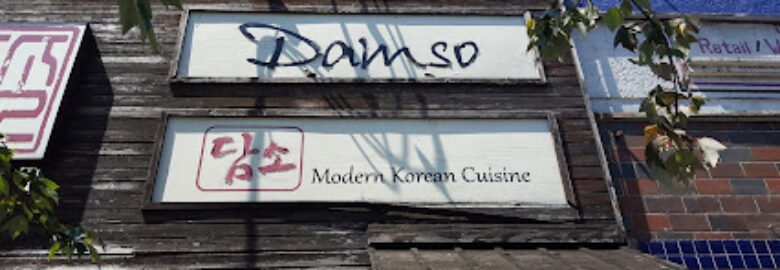 Damso
담소 Modern Korean Cuisine
Retail /